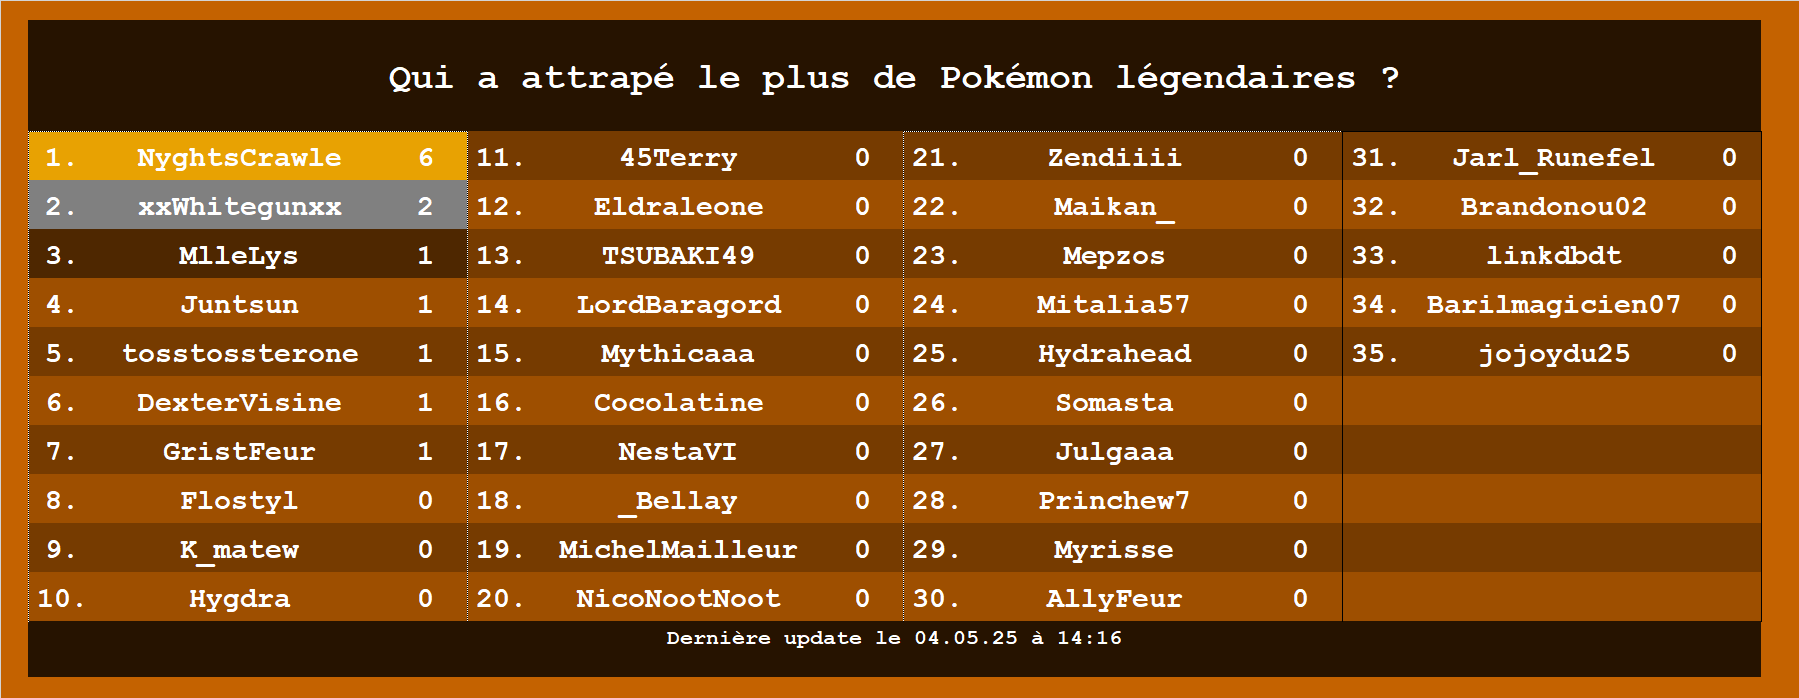 Qui a attrapé le plus de Pokémon légendaires ?
1. NyghtsCrawle 6
2. xxWhitegunxx 2
3. MlleLys 1
4. Juntsun 1
5. tosstossterone 1
6. DexterVisine 1
7. GristFeur 1
8. Flostyl 0
9. K_matew 0
10. Hygdra 0
11. 45Terry 0
12. Eldraleone 0
13. TSUBAKI49 0
14. LordBaragord 0
15. Mythicaaa 0
16. Cocolatine 0
17. NestaVI 0
18. _Bellay 0
19. MichelMailleur 0
20. NicoNootNoot 0
21. Zendiiii 0
22. Maikan_ 0
23. Mepzos 0
24. Mitalia57 0
25. Hydrahead 0
26. Somasta 0
27. Julgaaa 0
28. Princhew7 0
29. Myrisse 0
30. AllyFeur 0
31. Jarl_Runefel 0
32. Brandonou02 0
33. linkdbdt 0
34. Barilmagicien07 0
35. jojoydu25 0
Dernière update le 04.05.25 à 14:16